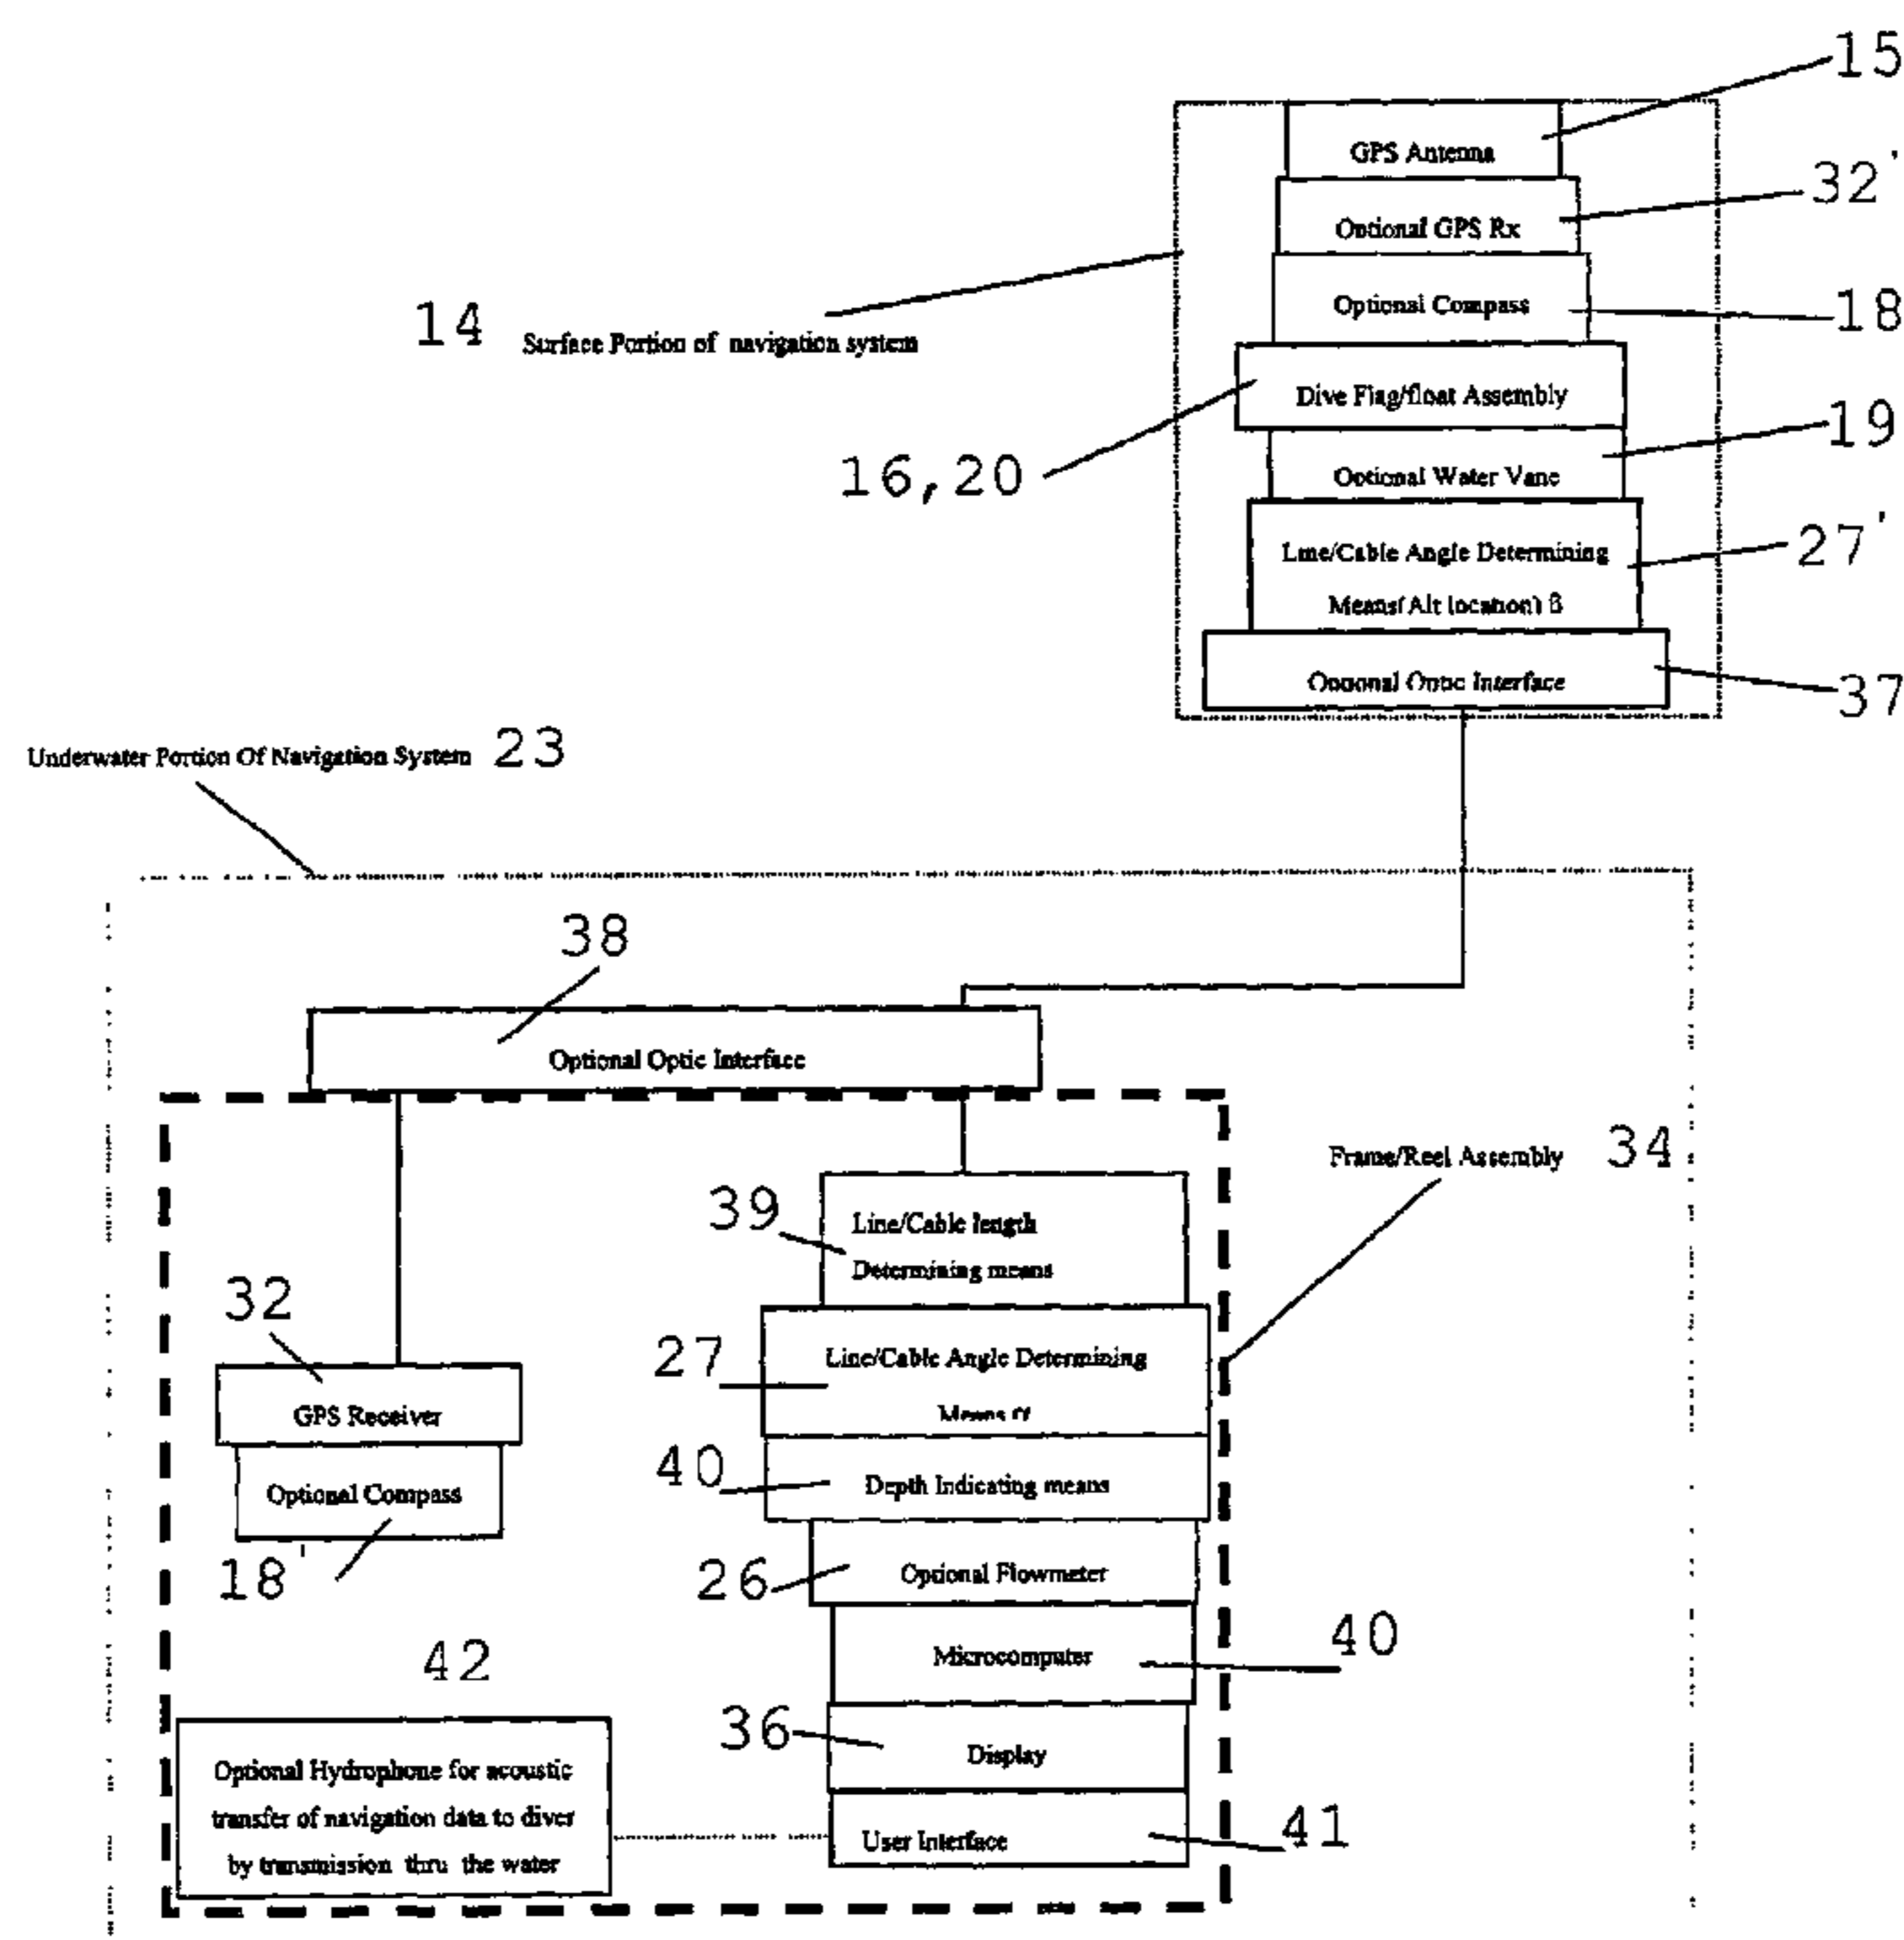 15
GPS Antenna
32'
Optional GPS Rx
18
Optional Compass
14 Surface Portion of navigation system
Dive Flag/float Assembly
16,20
19
Optional Water Vane
27'
Line/Cable Angle Determining
Means(Alt location) β
37
Optional Optic Interface
Underwater Portion Of Navigation System 23
38
Optional Optic Interface
Frame/Reel Assembly 34
39
Line/Cable length
Determining means
32
GPS Receiver
27
Line/Cable Angle Determining
Means α
40
Depth Indicating means
Optional Compass
18'
26
Optional Flowmeter
40
Microcomputer
42
36
Display
Optional Hydrophone for acoustic
transfer of navigation data to diver
by transmission thru the water
41
User Interface